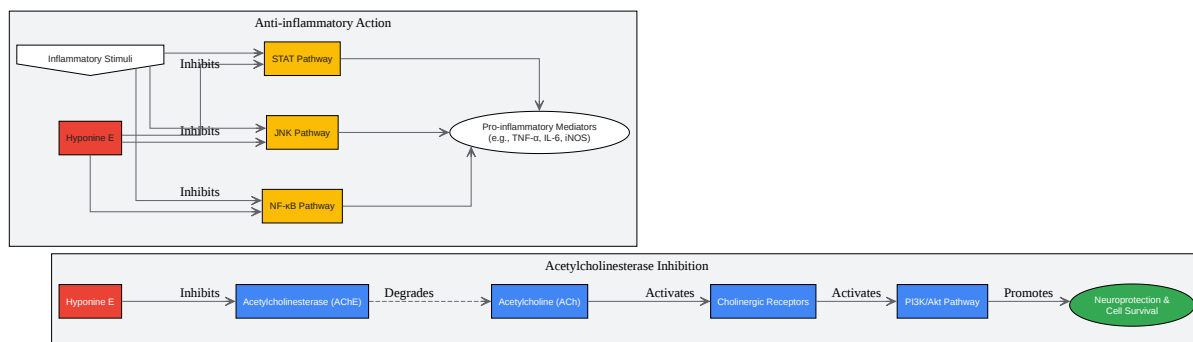 Anti-inflammatory Action
Inflammatory Stimuli
Inhibits
STAT Pathway
Hyponine E
Inhibits
JNK Pathway
Pro-inflammatory Mediators
(e.g., TNF-α, IL-6, iNOS)
Inhibits
NF-κB Pathway
Acetylcholinesterase Inhibition
Hyponine E
Inhibits
Acetylcholinesterase (AChE)
Degrades
Acetylcholine (ACh)
Activates
Cholinergic Receptors
Activates
PI3K/Akt Pathway
Promotes
Neuroprotection &
Cell Survival